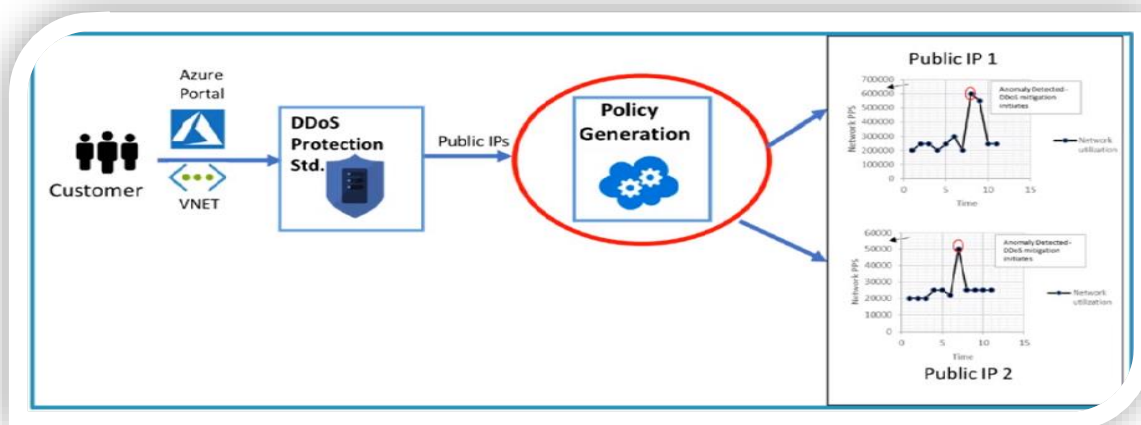 Azure
Portal
Customer
VNET
DDoS
Protection
Std.
Public IPs
Policy
Generation
Public IP 1
Network PPS
700000
600000
500000
400000
300000
200000
100000
0
0 5 10 15
Time
Anomaly Detected-
DDoS mitigation
initiates
Network
utilization
Network PPS
60000
50000
40000
30000
20000
10000
0
0 5 10 15
Time
Anomaly Detected-
DDoS mitigation
initiates
Network
utilization
Public IP 2